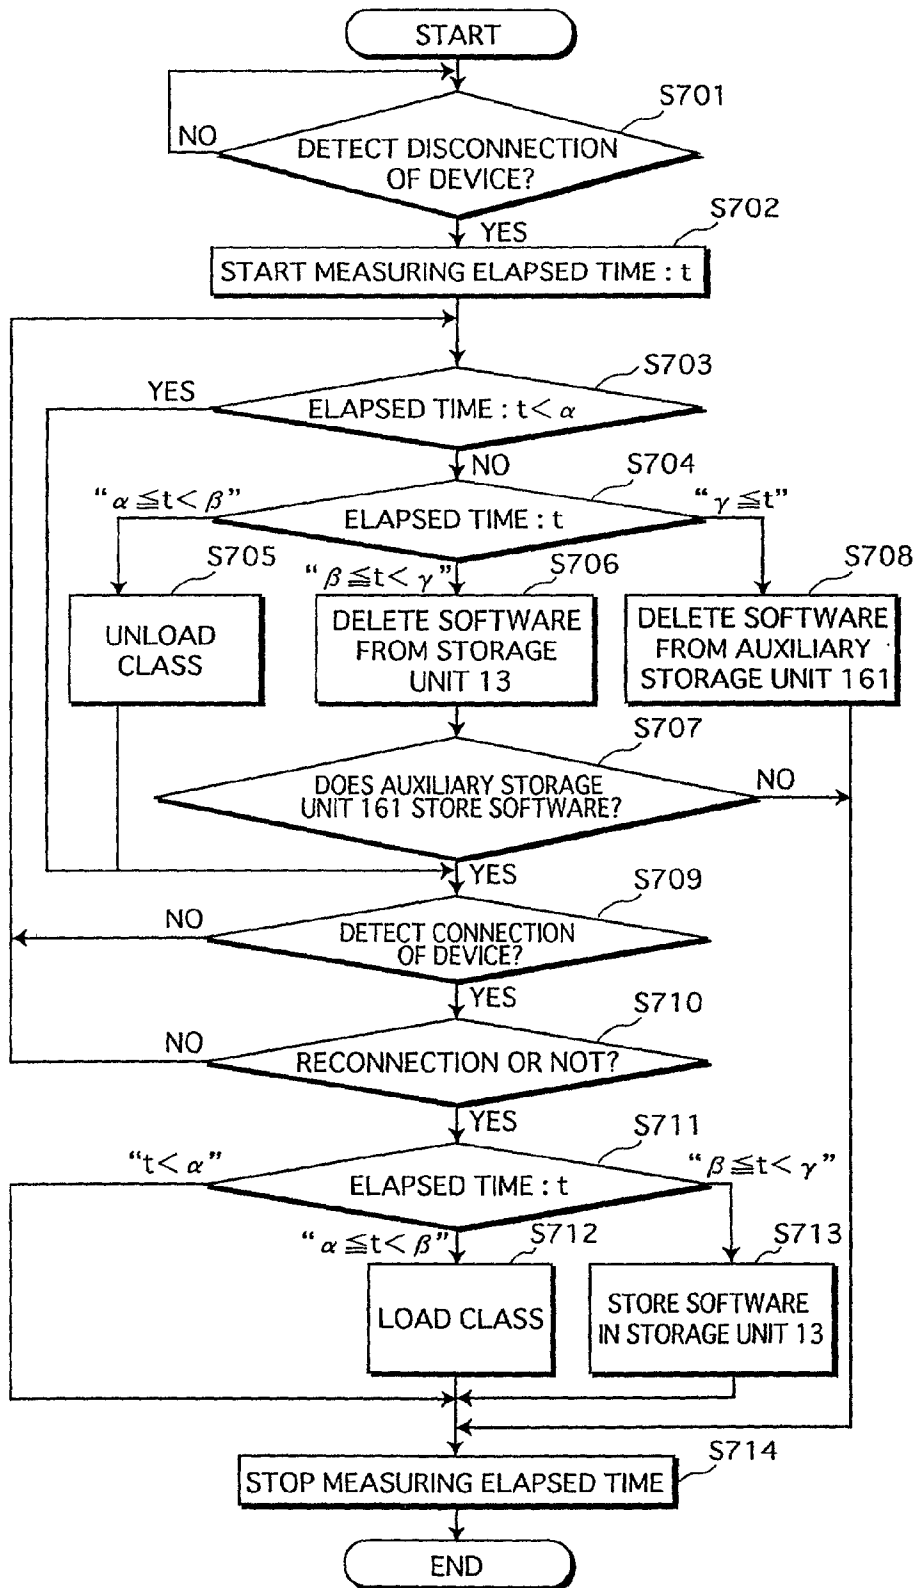 START
S701
NO
DETECT DISCONNECTION
OF DEVICE?
YES
S702
START MEASURING ELAPSED TIME : t
S703
YES
ELAPSED TIME : t < α
NO
S704
“ α ≦ t < β ”
ELAPSED TIME : t
“ γ ≦ t ”
S705
“ β ≦ t < γ ”
S706
S708
UNLOAD
CLASS
DELETE SOFTWARE
FROM STORAGE
UNIT 13
DELETE SOFTWARE
FROM AUXILIARY
STORAGE UNIT 161
S707
DOES AUXILIARY STORAGE
UNIT 161 STORE SOFTWARE?
NO
YES
S709
NO
DETECT CONNECTION
OF DEVICE?
YES
S710
NO
RECONNECTION OR NOT?
YES
S711
“ t < α ”
ELAPSED TIME : t
“ β ≦ t < γ ”
“ α ≦ t < β ”
S712
S713
LOAD CLASS
STORE SOFTWARE
IN STORAGE UNIT 13
S714
STOP MEASURING ELAPSED TIME
END